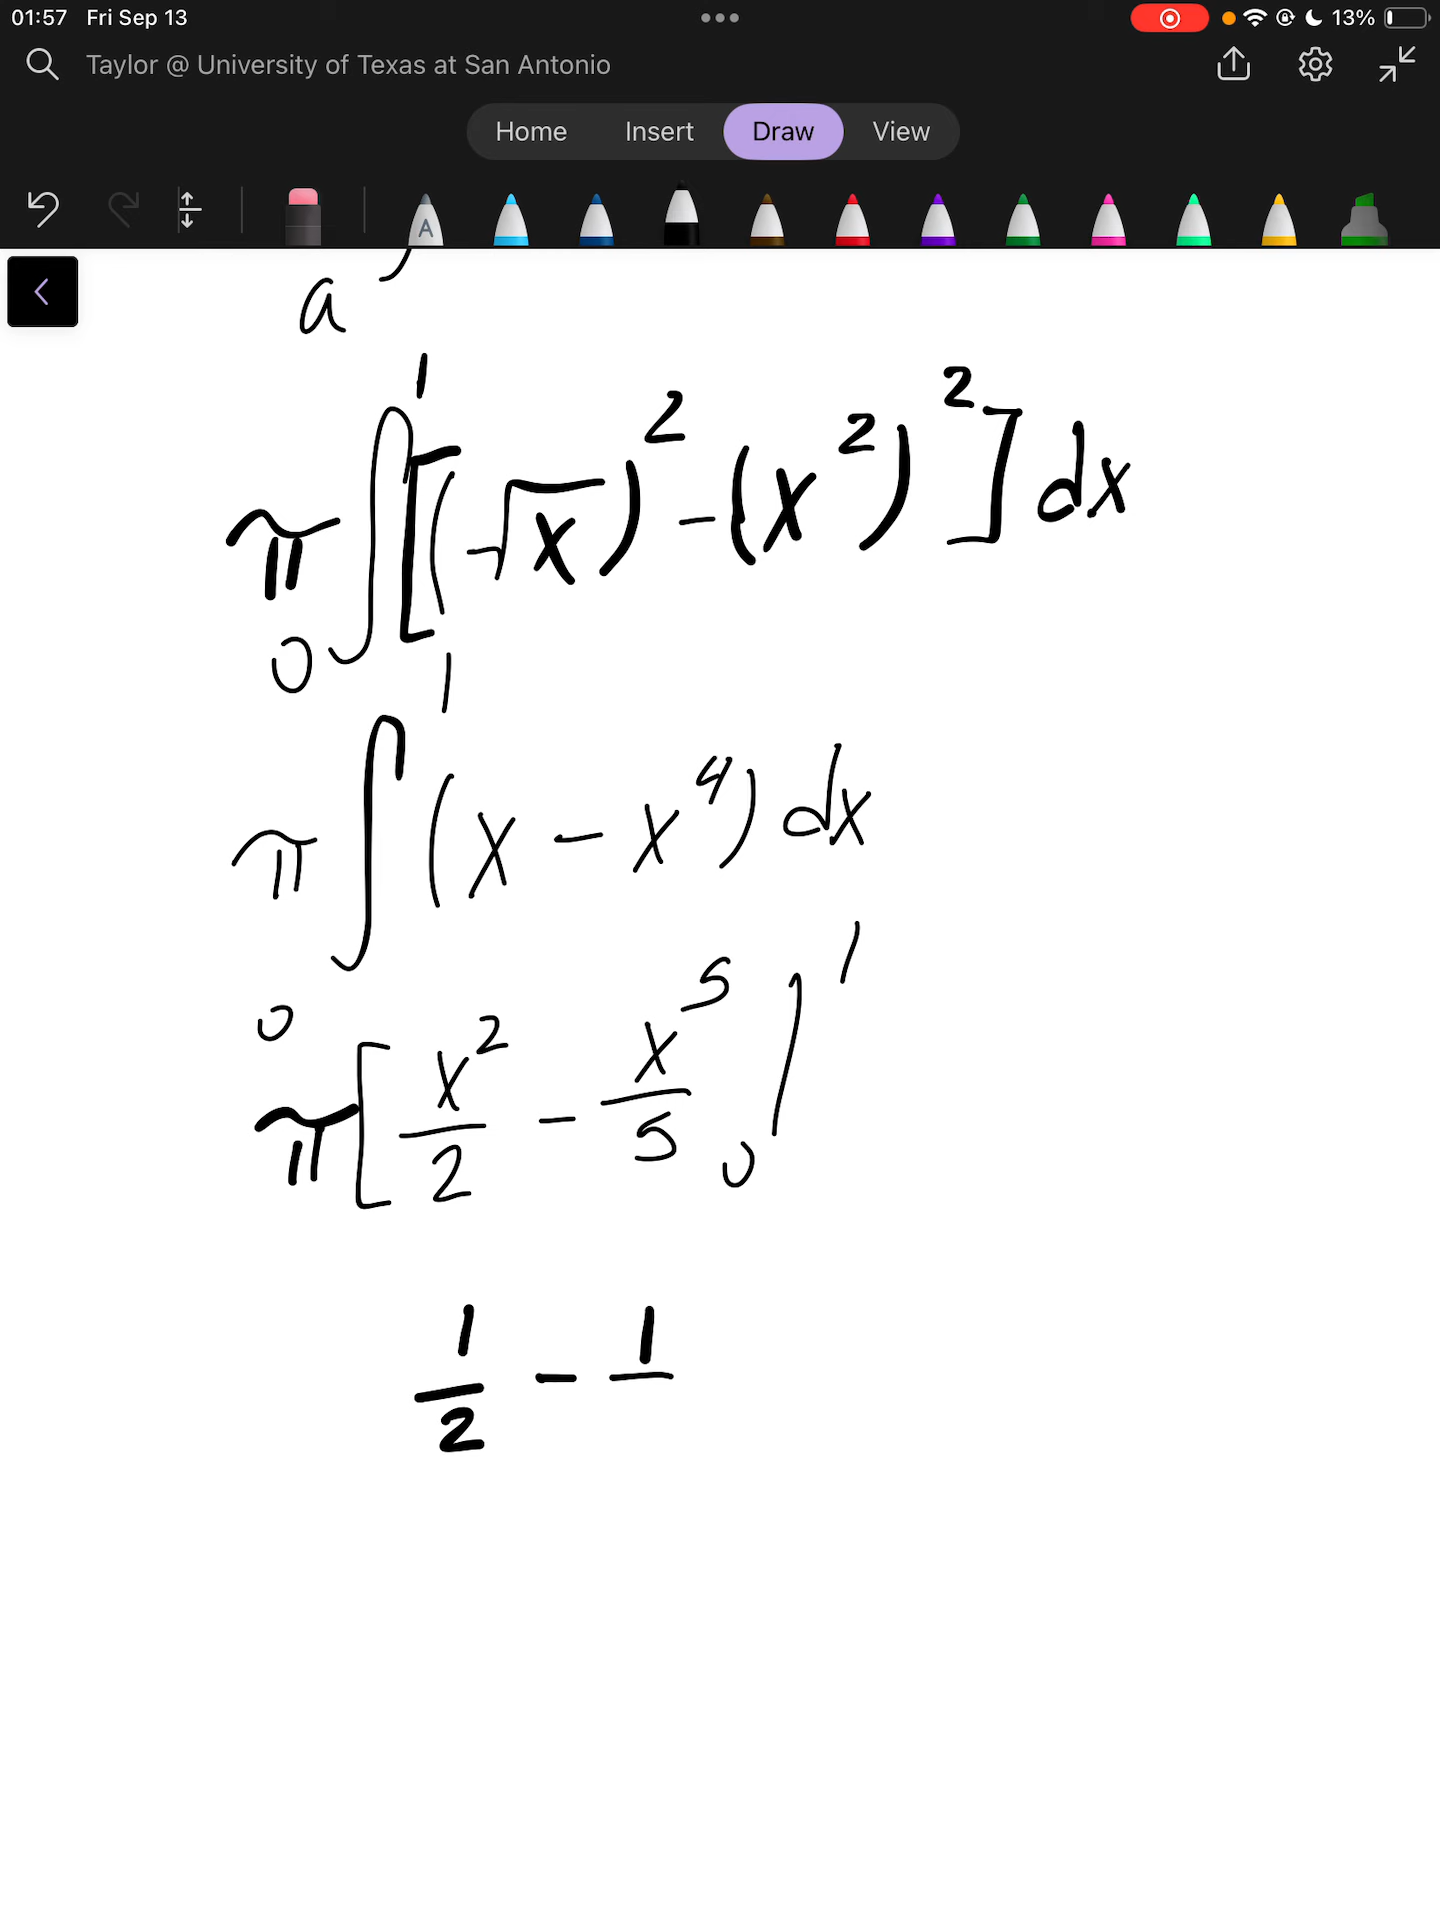 01:57 Fri Sep 13 13%
Taylor @ University of Texas at San Antonio
Home Insert Draw View
A
a
π∫₀¹[(√x)² - (x²)²]dx
π∫₀¹(x - x⁴)dx
π[x²/2 - x⁵/5]₀¹
1/2 - 1/